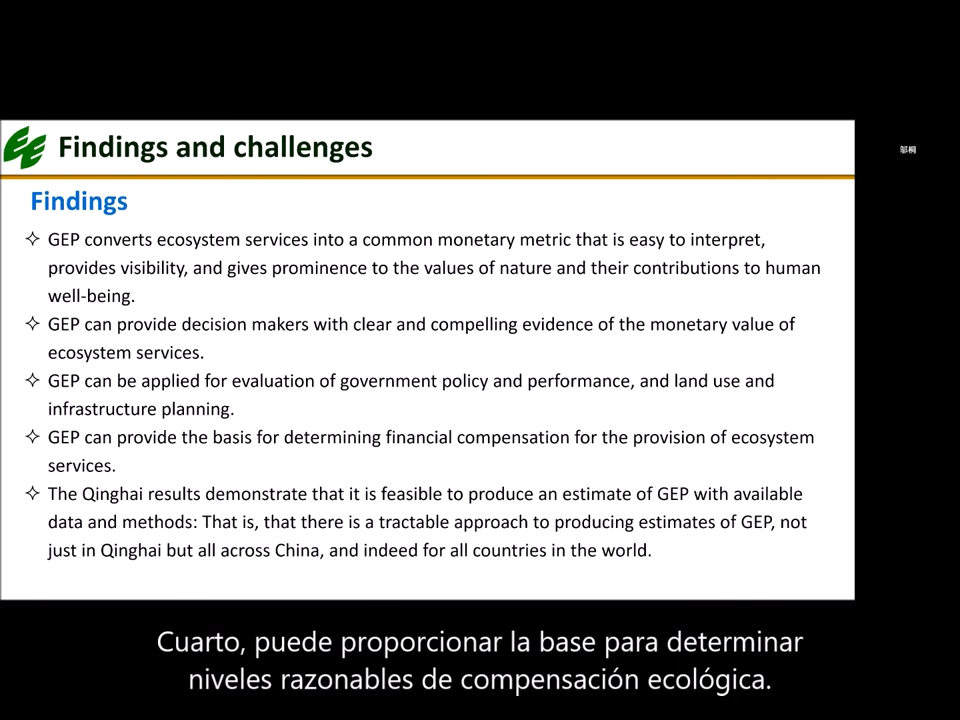 Findings and challenges
邬桐
Findings
✧ GEP converts ecosystem services into a common monetary metric that is easy to interpret,
provides visibility, and gives prominence to the values of nature and their contributions to human
well-being.
✧ GEP can provide decision makers with clear and compelling evidence of the monetary value of
ecosystem services.
✧ GEP can be applied for evaluation of government policy and performance, and land use and
infrastructure planning.
✧ GEP can provide the basis for determining financial compensation for the provision of ecosystem
services.
✧ The Qinghai results demonstrate that it is feasible to produce an estimate of GEP with available
data and methods: That is, that there is a tractable approach to producing estimates of GEP, not
just in Qinghai but all across China, and indeed for all countries in the world.
Cuarto, puede proporcionar la base para determinar
niveles razonables de compensación ecológica.